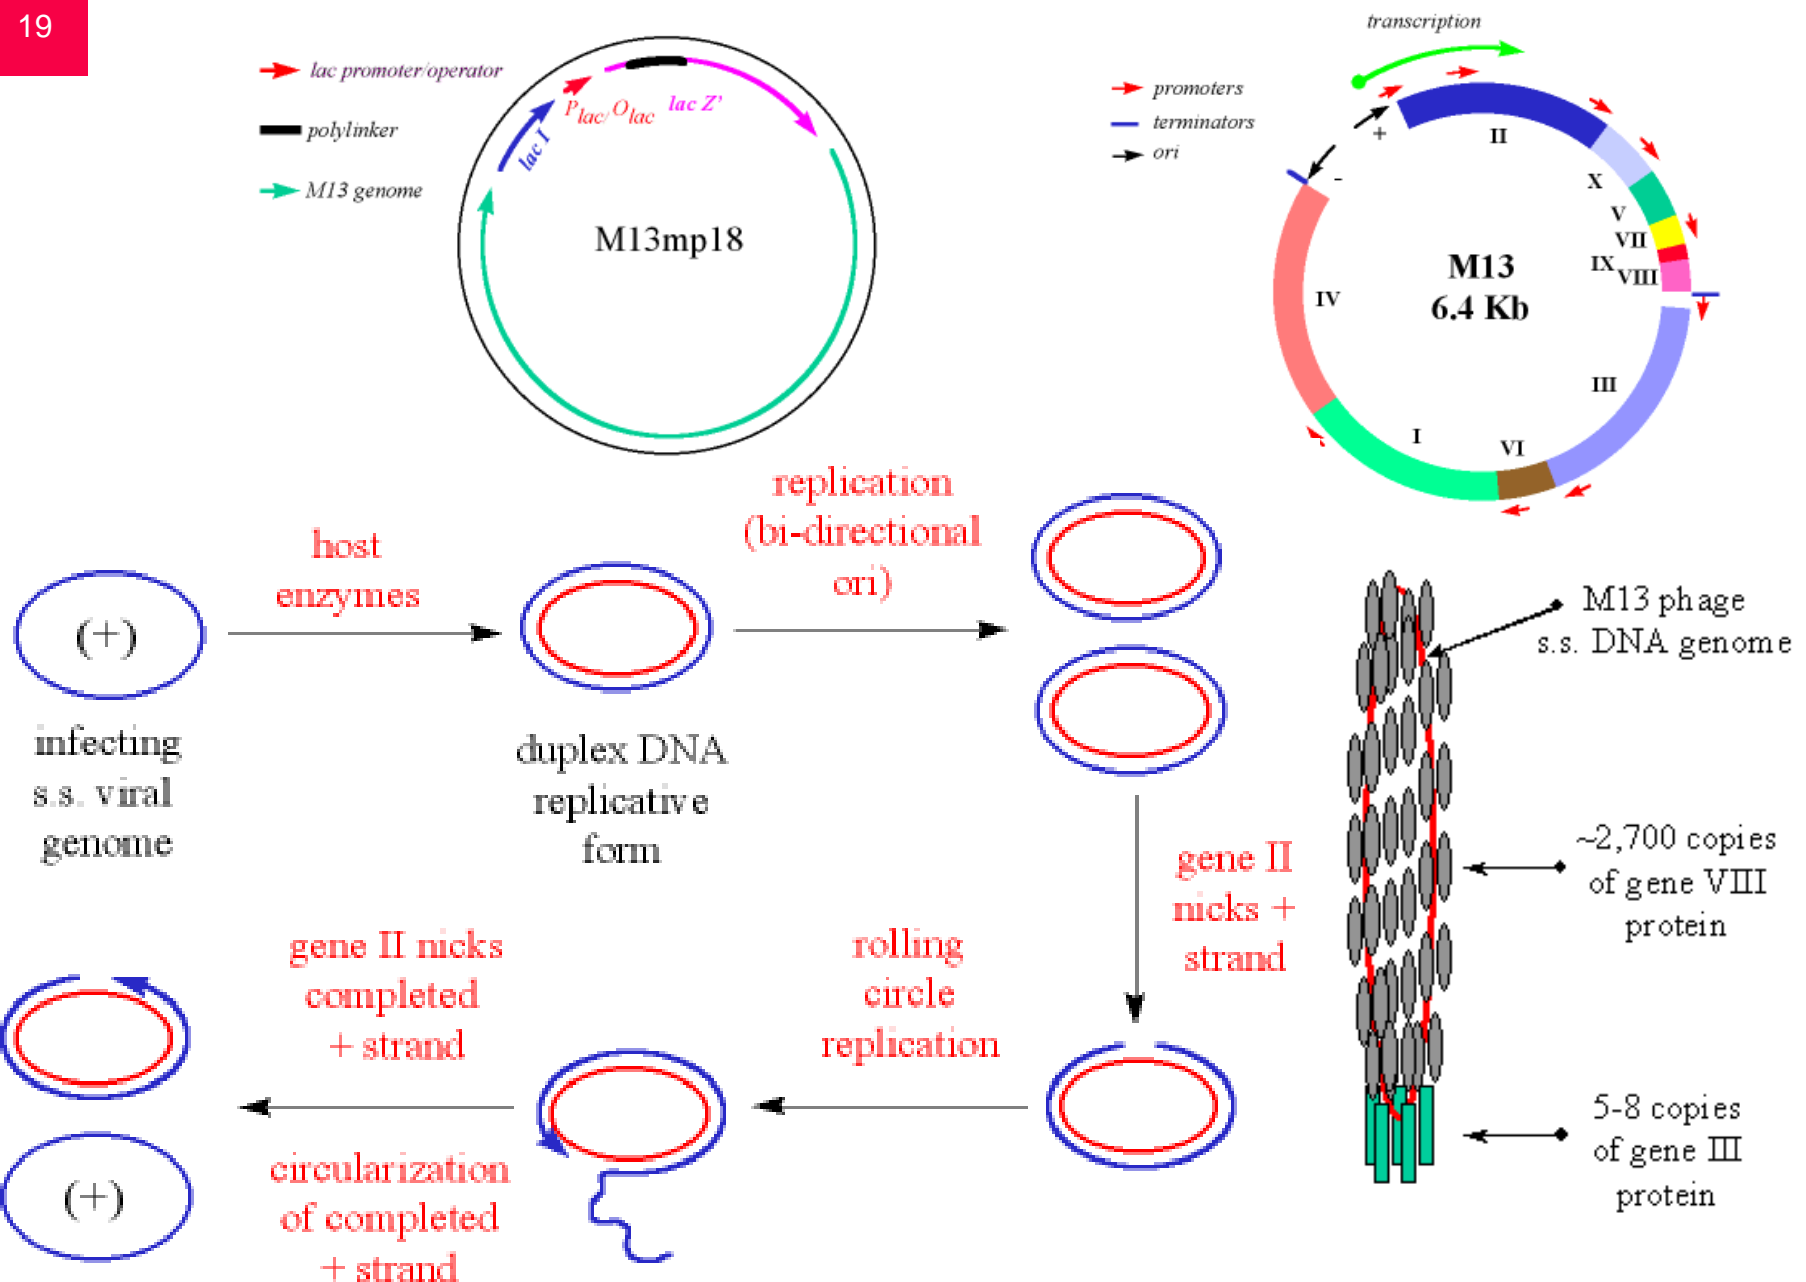 19
lac promoter/operator
polylinker
M13 genome
Plac/Olac
lac Z'
lac I
M13mp18
transcription
promoters
terminators
ori
+
-
II
X
V
VII
IX
VIII
III
VI
I
IV
M13
6.4 Kb
(+)
infecting
s.s. viral
genome
host
enzymes
duplex DNA
replicative
form
replication
(bi-directional
ori)
gene II
nicks +
strand
rolling
circle
replication
gene II nicks
completed
+ strand
circularization
of completed
+ strand
(+)
M13 phage
s.s. DNA genome
~2,700 copies
of gene VIII
protein
5-8 copies
of gene III
protein